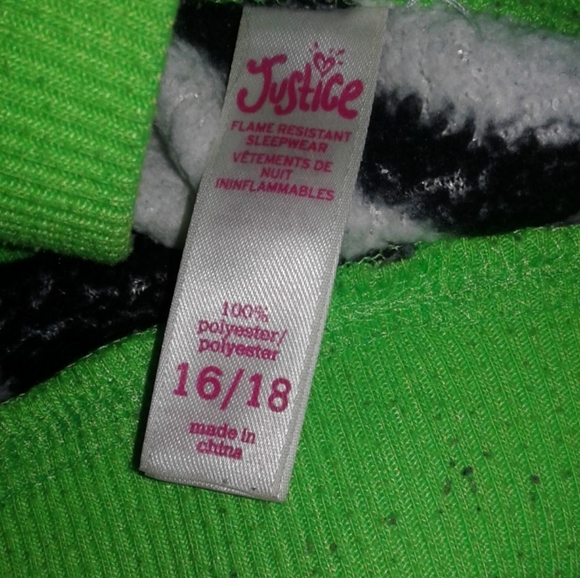 Justice
FLAME RESISTANT
SLEEPWEAR
VÊTEMENTS DE
NUIT
ININFLAMMABLES
100%
polyester/
polyester
16/18
made in
china